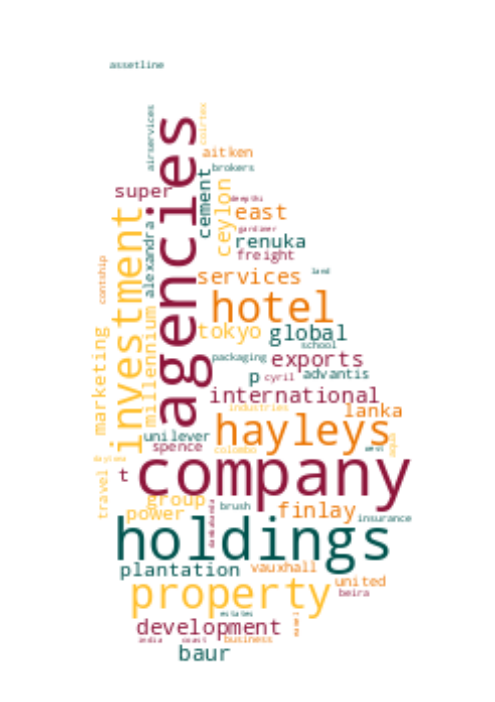 assetline
airservices
agencies
coirtex
aitken
brokers
super
cement
ceylon
deepthi
east
gardiner
renuka
freight
alexandra
investment
contship
services
land
hotel
millennium
tokyo
global
school
marketing
packaging
exports
p
cyril
advantis
international
industries
lanka
unilever
hayleys
spence
colombo
west
t
company
travel
group
power
brush
finlay
insurance
holdings
plantation
vauxhall
united
property
beira
estates
development
india
coast
business
baur